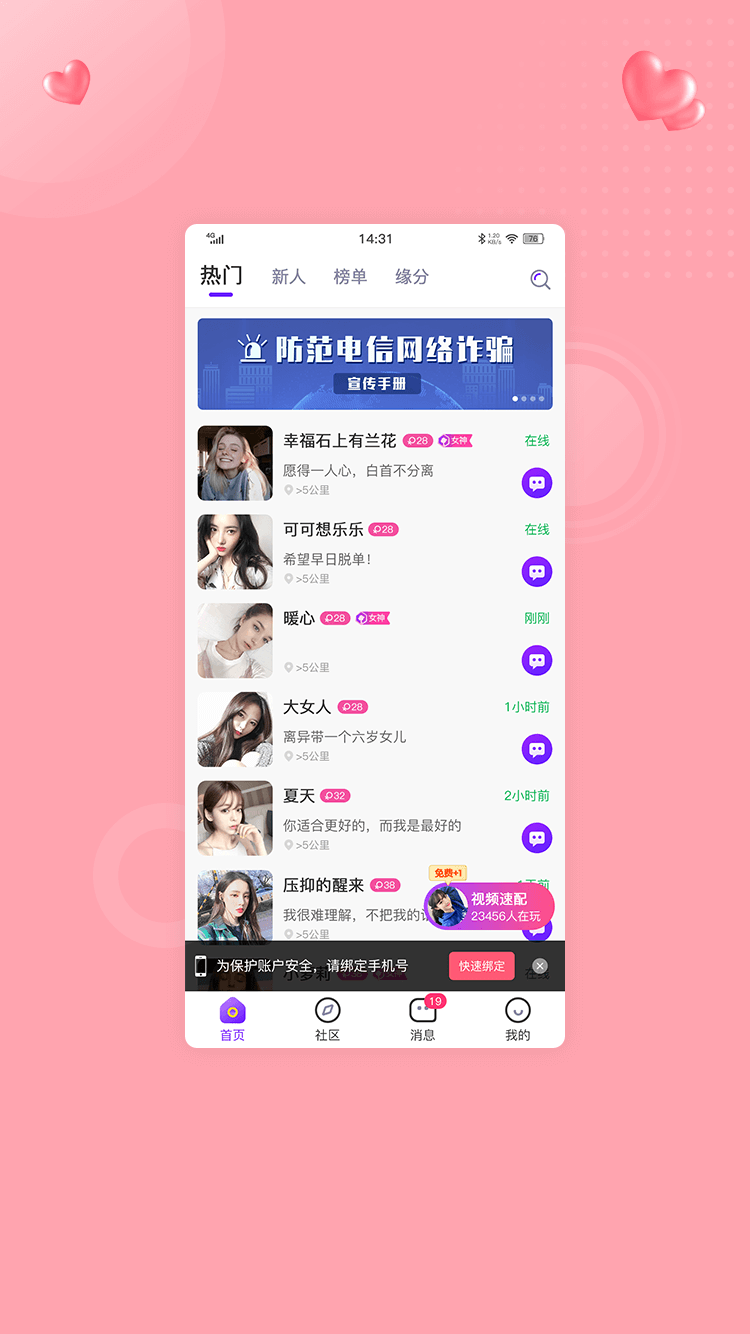 4G 14:31 1.20 KB/s 76
热门 新人 榜单 缘分
防范电信网络诈骗
宣传手册
幸福石上有兰花 28 女神 在线
愿得一人心，白首不分离
>5公里
可可想乐乐 28 在线
希望早日脱单！
>5公里
暖心 28 女神 刚刚
>5公里
大女人 28 1小时前
离异带一个六岁女儿
>5公里
夏天 32 2小时前
你适合更好的，而我是最好的
>5公里
压抑的醒来 38
免费+1
视频速配
我很难理解，不把我的
23456人在玩
>5公里
为保护账户安全，请绑定手机号 快速绑定
在线
19
首页 社区 消息 我的